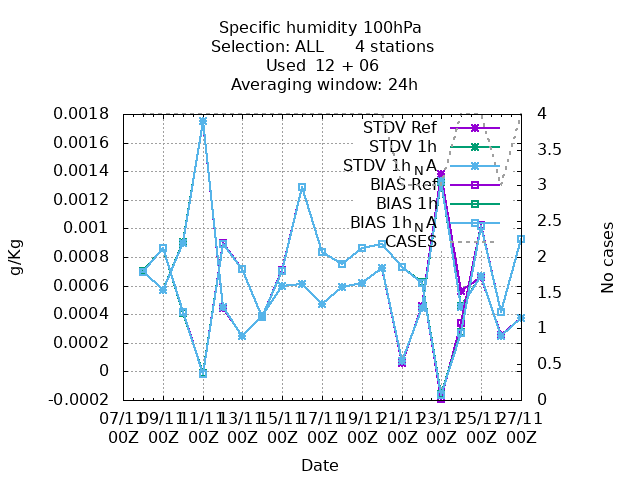 Specific humidity 100hPa
Selection: ALL 4 stations
Used 12 + 06
Averaging window: 24h
0.0018
0.0016
0.0014
0.0012
0.001
0.0008
0.0006
0.0004
0.0002
0
-0.0002
g/Kg
STDV Ref
STDV 1h
STDV 1h_NA
BIAS Ref
BIAS 1h
BIAS 1h_NA
CASES
4
3.5
3
2.5
2
1.5
1
0.5
0
No cases
07/11 09/11 11/11 13/11 15/11 17/11 19/11 21/11 23/11 25/11 27/11
00Z 00Z 00Z 00Z 00Z 00Z 00Z 00Z 00Z 00Z 00Z
Date